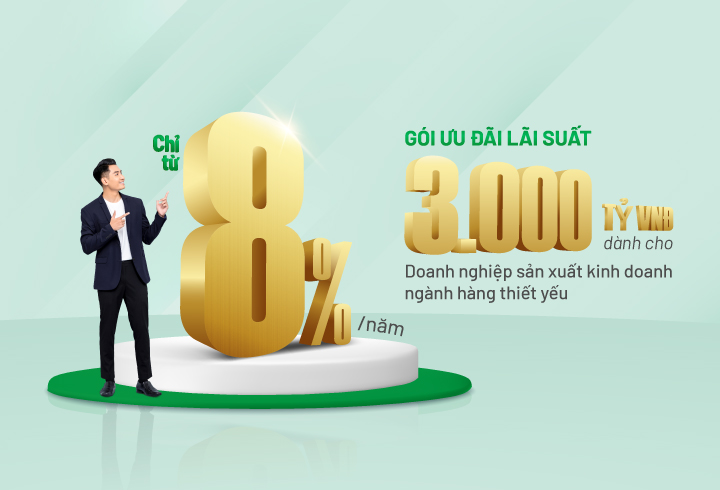 Chỉ
từ
8%
/năm
GÓI ƯU ĐÃI LÃI SUẤT
3.000 TỶ VNĐ
dành cho
Doanh nghiệp sản xuất kinh doanh
ngành hàng thiết yếu